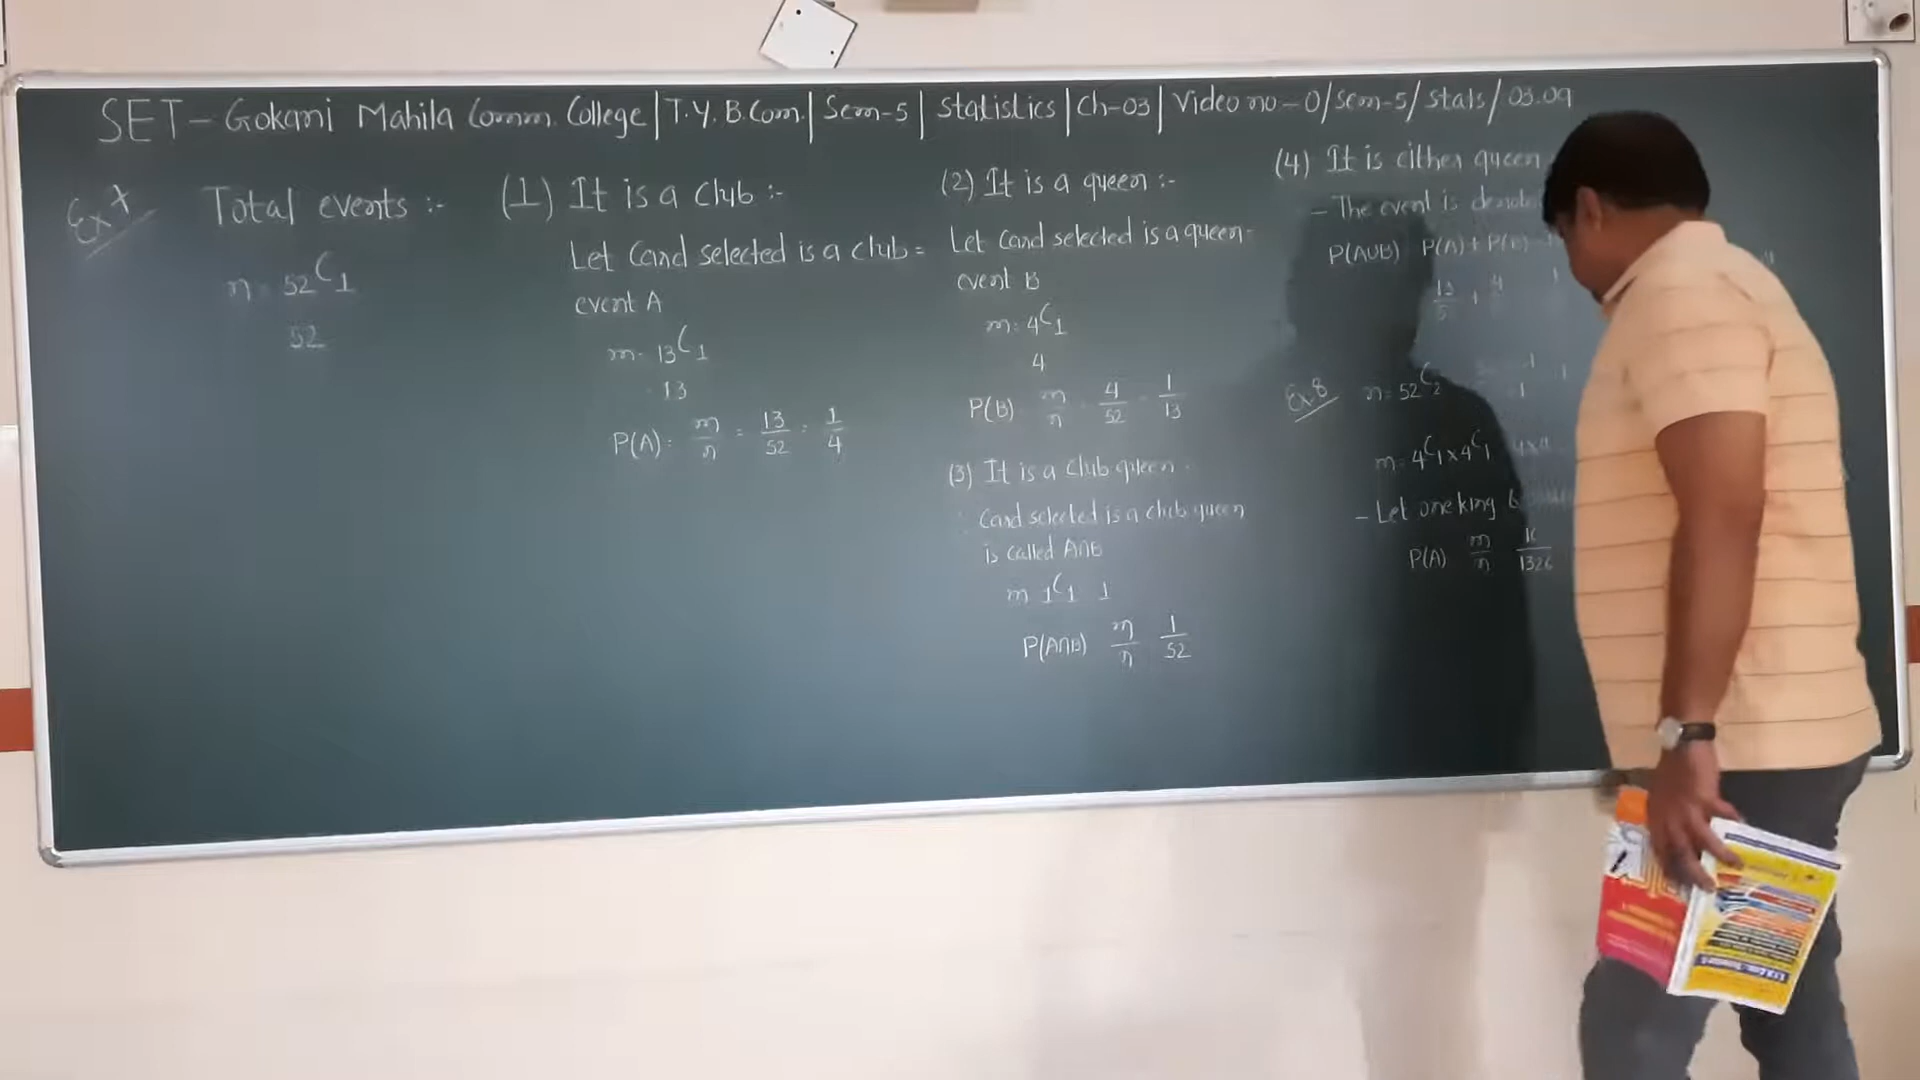 SET - Gokani Mahila Comm. College | T.Y. B.Com. | Sem-5 | Statistics | Ch-03 | Video no - 0/sem-5/stats/03.09
Ex 7
Total events :-
n = 52C1
52
(1) It is a club :-
Let Card selected is a club =
event A
m = 13C1
= 13
P(A) = m/n = 13/52 = 1/4
(2) It is a queen :-
Let Card selected is a queen -
event B
m = 4C1
4
P(B) m/n 4/52 = 1/13
(3) It is a club queen -
Card selected is a club queen
is called A∩B
m 1C1 1
P(A∩B) m/n 1/52
(4) It is either queen
- The event is
P(A∪B) P(A) + P(B) -
13 + 4 1
Ex 8 n = 52C2
m = 4C1 x 4C1 4x4
- Let one king
P(A) m/n 16/1326